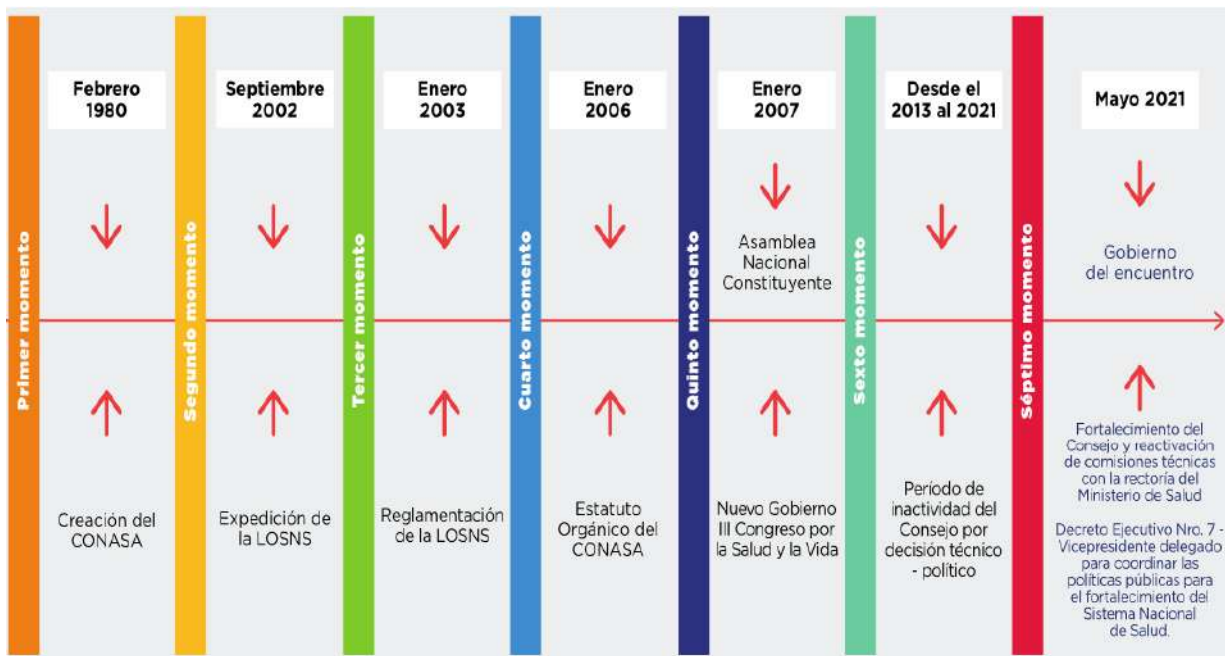 Primer momento
Febrero
1980
Creación del
CONASA
Segundo momento
Septiembre
2002
Expedición de
la LOSNS
Tercer momento
Enero
2003
Reglamentación
de la LOSNS
Cuarto momento
Enero
2006
Estatuto
Orgánico del
CONASA
Quinto momento
Enero
2007
Asamblea
Nacional
Constituyente
Nuevo Gobierno
III Congreso por
la Salud y la Vida
Sexto momento
Desde el
2013 al 2021
Período de
inactividad del
Consejo por
decisión técnico
- político
Séptimo momento
Mayo 2021
Gobierno
del encuentro
Fortalecimiento del
Consejo y reactivación
de comisiones técnicas
con la rectoría del
Ministerio de Salud
Decreto Ejecutivo Nro. 7 -
Vicepresidente delegado
para coordinar las
políticas públicas para
el fortalecimiento del
Sistema Nacional
de Salud.